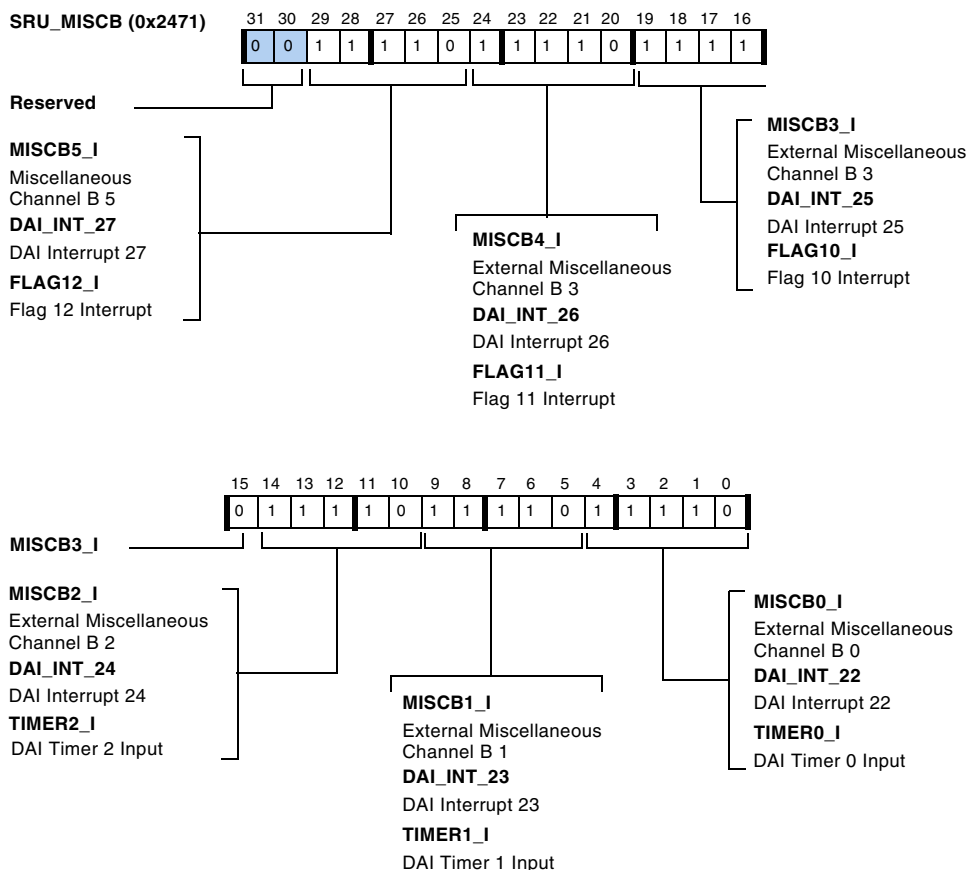 SRU_MISCB (0x2471)
31 30 29 28 27 26 25 24 23 22 21 20 19 18 17 16
0 0 1 1 1 1 0 1 1 1 1 0 1 1 1 1
Reserved
MISCB5_I
Miscellaneous
Channel B 5
DAI_INT_27
DAI Interrupt 27
FLAG12_I
Flag 12 Interrupt
MISCB4_I
External Miscellaneous
Channel B 3
DAI_INT_26
DAI Interrupt 26
FLAG11_I
Flag 11 Interrupt
MISCB3_I
External Miscellaneous
Channel B 3
DAI_INT_25
DAI Interrupt 25
FLAG10_I
Flag 10 Interrupt
15 14 13 12 11 10 9 8 7 6 5 4 3 2 1 0
0 1 1 1 1 0 1 1 1 1 0 1 1 1 1 0
MISCB3_I
MISCB2_I
External Miscellaneous
Channel B 2
DAI_INT_24
DAI Interrupt 24
TIMER2_I
DAI Timer 2 Input
MISCB1_I
External Miscellaneous
Channel B 1
DAI_INT_23
DAI Interrupt 23
TIMER1_I
DAI Timer 1 Input
MISCB0_I
External Miscellaneous
Channel B 0
DAI_INT_22
DAI Interrupt 22
TIMER0_I
DAI Timer 0 Input